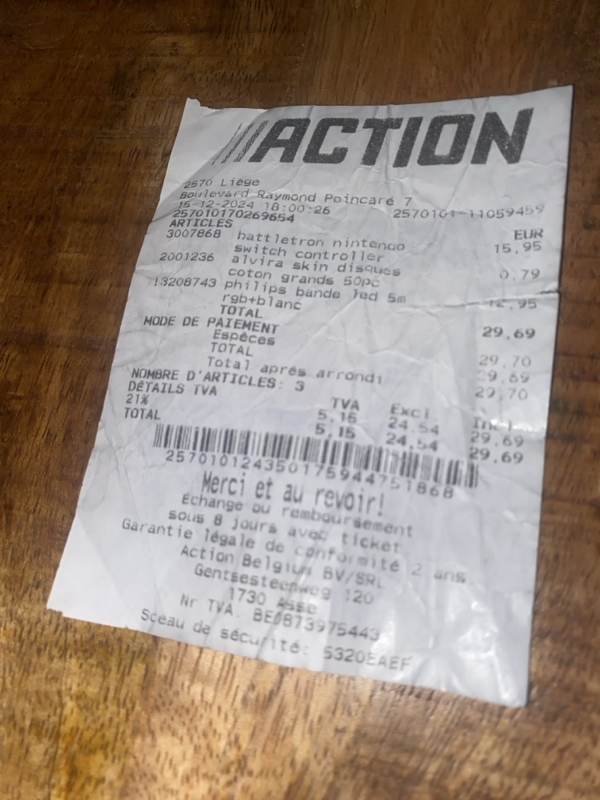 ACTION
2570 Liège
Boulevard Raymond Poincaré 7
15-12-2024 18:00:26 2570101-11059459
257010170269654
ARTICLES EUR
3007868 battletron nintendo 15,95
switch controller
2001236 alvira skin disques 0,79
coton grands 50pc
13208743 philips bande led 5m 12,95
rgb+blanc
TOTAL 29,69
MODE DE PAIEMENT
Espèces 29,70
TOTAL 29,69
Total après arrondi 29,70
NOMBRE D'ARTICLES: 3
DÉTAILS TVA
TVA Excl Incl
21% 5,15 24,54 29,69
TOTAL 5,15 24,54 29,69
2570101243501759444751868
Merci et au revoir!
Échange ou remboursement
sous 8 jours avec ticket
Garantie légale de conformité 2 ans
Action Belgium BV/SRL
Gentsesteenweg 120
1730 Asse
Nr TVA. BE0873975443
Sceau de sécurité: 5320EAEF